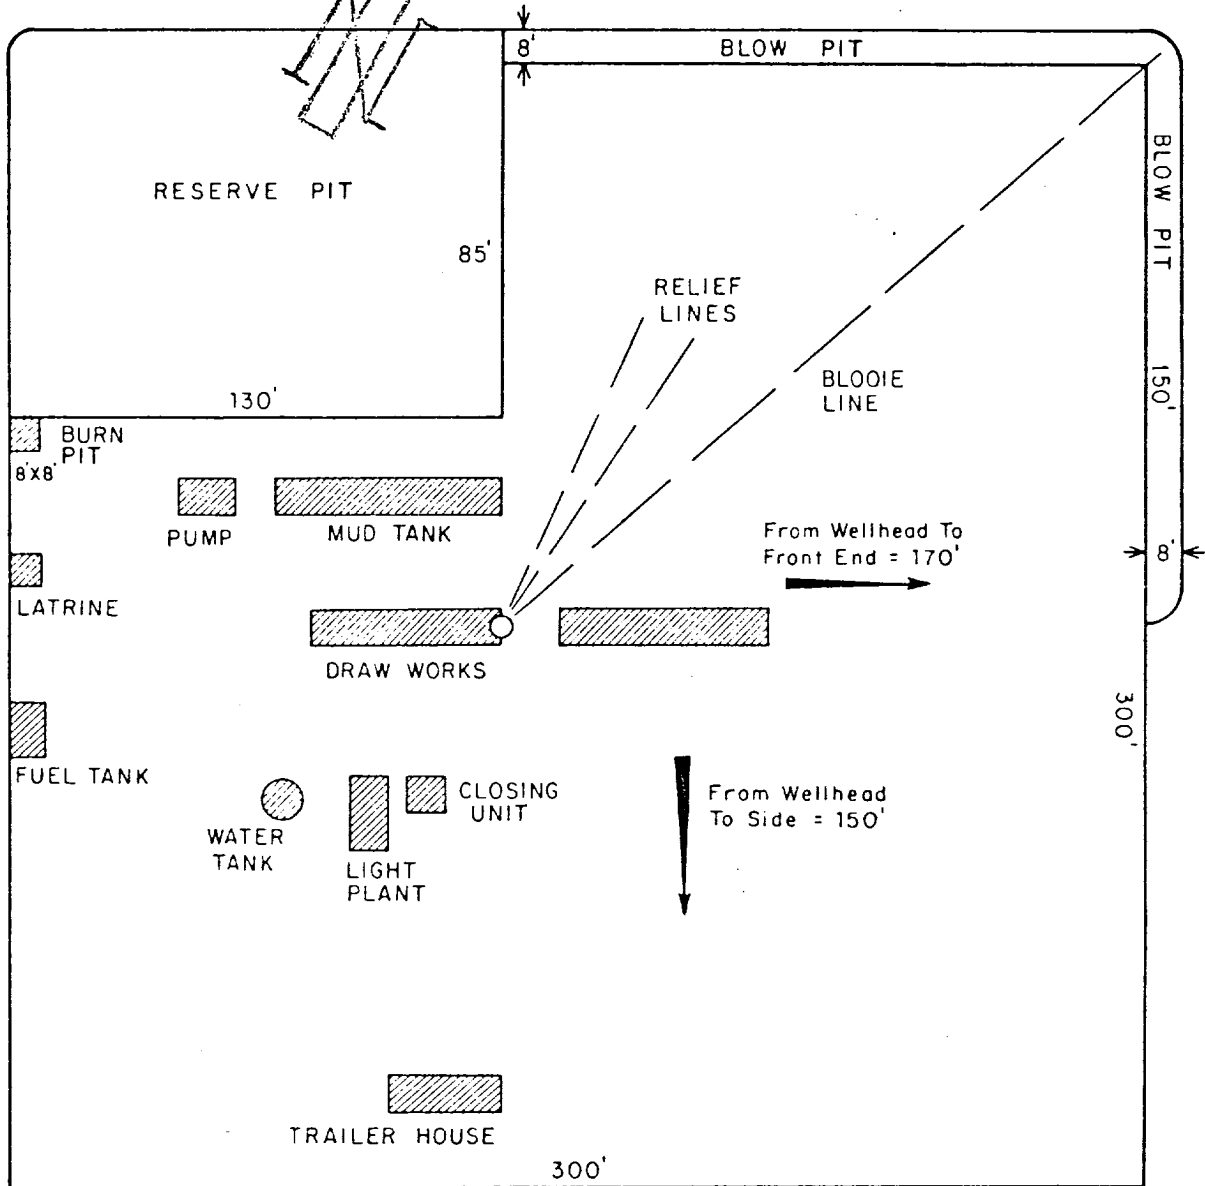 8'
BLOW PIT
BLOW PIT
RESERVE PIT
85'
RELIEF
LINES
BLOOIE
LINE
150'
130'
BURN
PIT
8'X8'
PUMP
MUD TANK
From Wellhead To
Front End = 170'
8'
LATRINE
DRAW WORKS
300'
FUEL TANK
CLOSING
UNIT
From Wellhead
To Side = 150'
WATER
TANK
LIGHT
PLANT
TRAILER HOUSE
300'